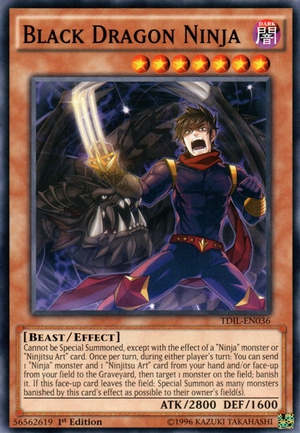 BLACK DRAGON NINJA
DARK
闇
TDIL-EN036
[BEAST/EFFECT]
Cannot be Special Summoned, except with the effect of a "Ninja" monster or
"Ninjitsu Art" card. Once per turn, during either player's turn: You can send
1 "Ninja" monster and 1 "Ninjitsu Art" card from your hand and/or face-up
from your field to the Graveyard, then target 1 monster on the field; banish
it. If this face-up card leaves the field: Special Summon as many monsters
banished by this card's effect as possible to their owner's field(s).
ATK/2800 DEF/1600
56562619 1st Edition ©1996 KAZUKI TAKAHASHI